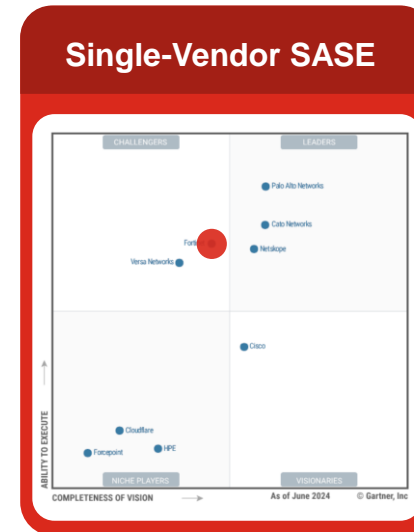 Single-Vendor SASE
CHALLENGERS
LEADERS
Palo Alto Networks
Cato Networks
Netskope
Versa Networks
Cisco
Cloudflare
HPE
Forcepoint
NICHE PLAYERS
VISIONARIES
ABILITY TO EXECUTE
COMPLETENESS OF VISION
As of June 2024
© Gartner, Inc